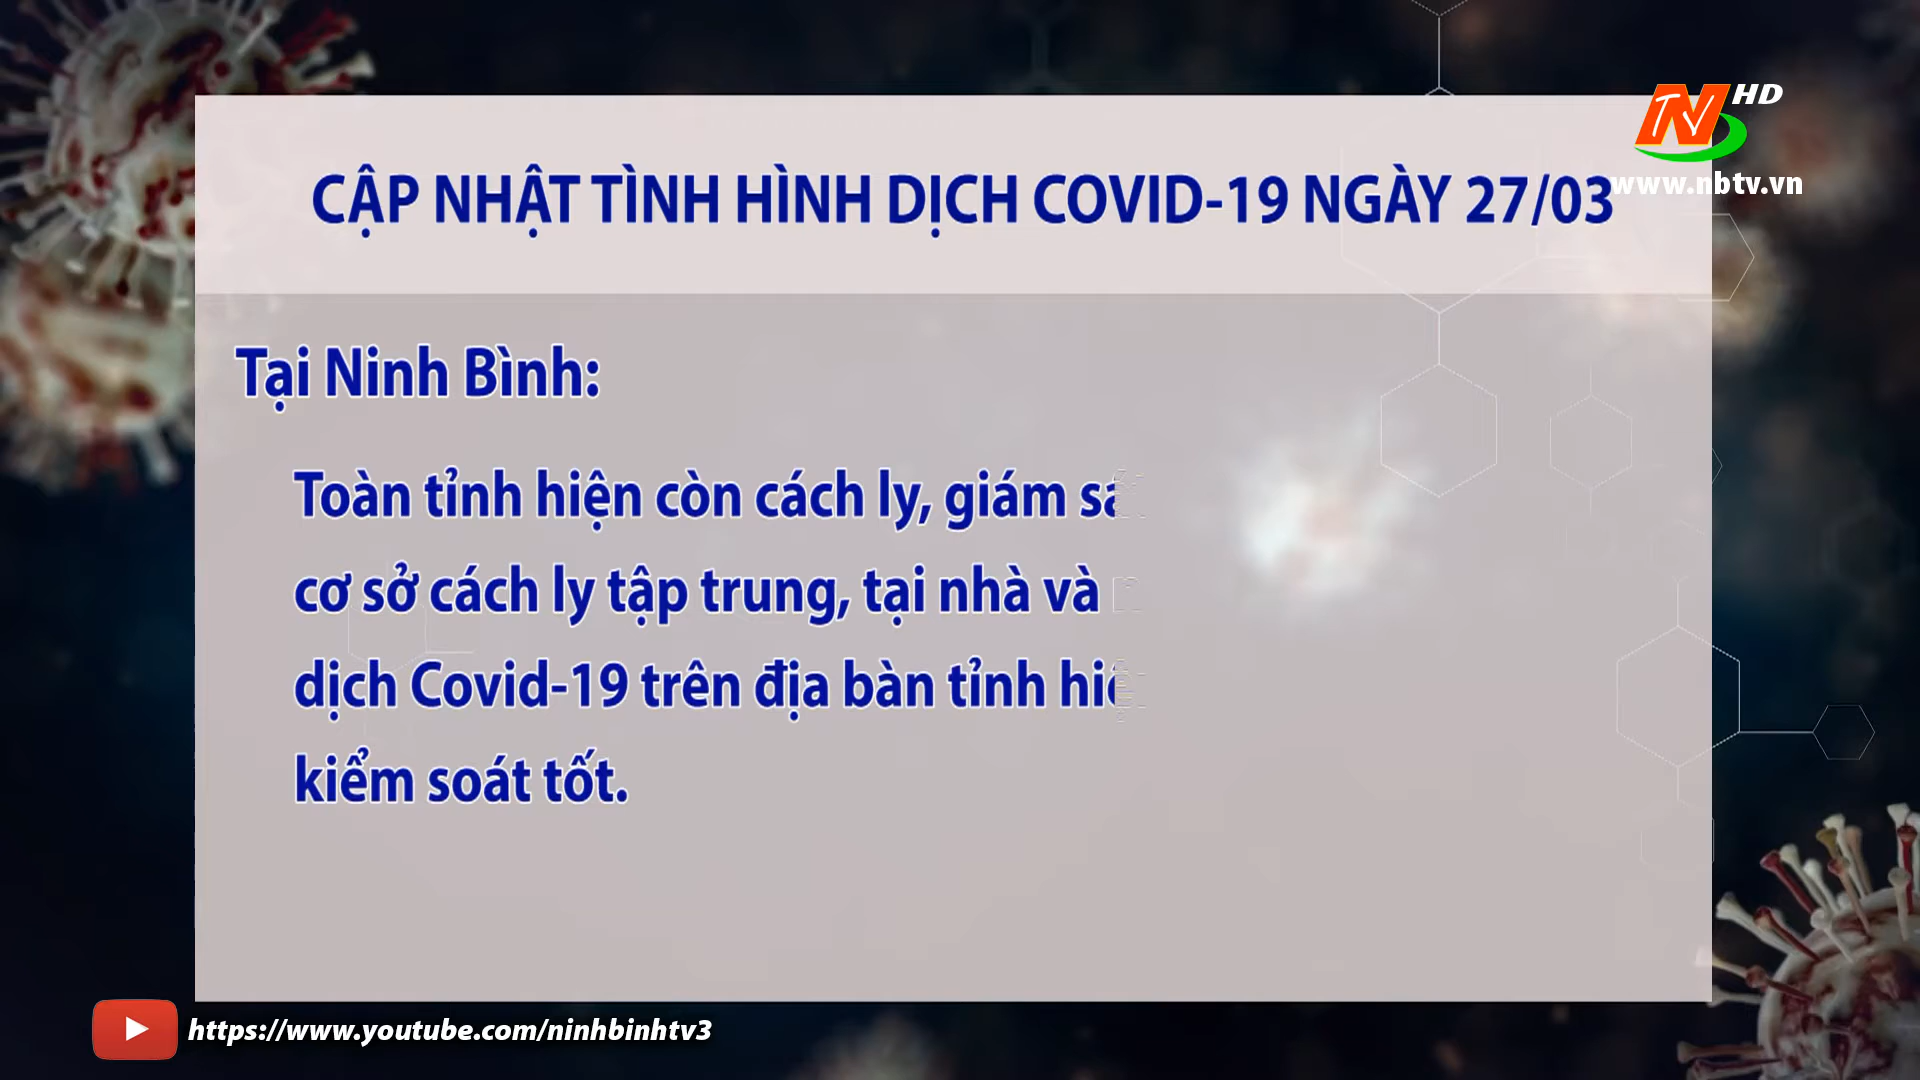 NTV HD
www.nbtv.vn
CẬP NHẬT TÌNH HÌNH DỊCH COVID-19 NGÀY 27/03
Tại Ninh Bình:
Toàn tỉnh hiện còn cách ly, giám
cơ sở cách ly tập trung, tại nhà và
dịch Covid-19 trên địa bàn tỉnh
kiểm soát tốt.
https://www.youtube.com/ninhbinhtv3